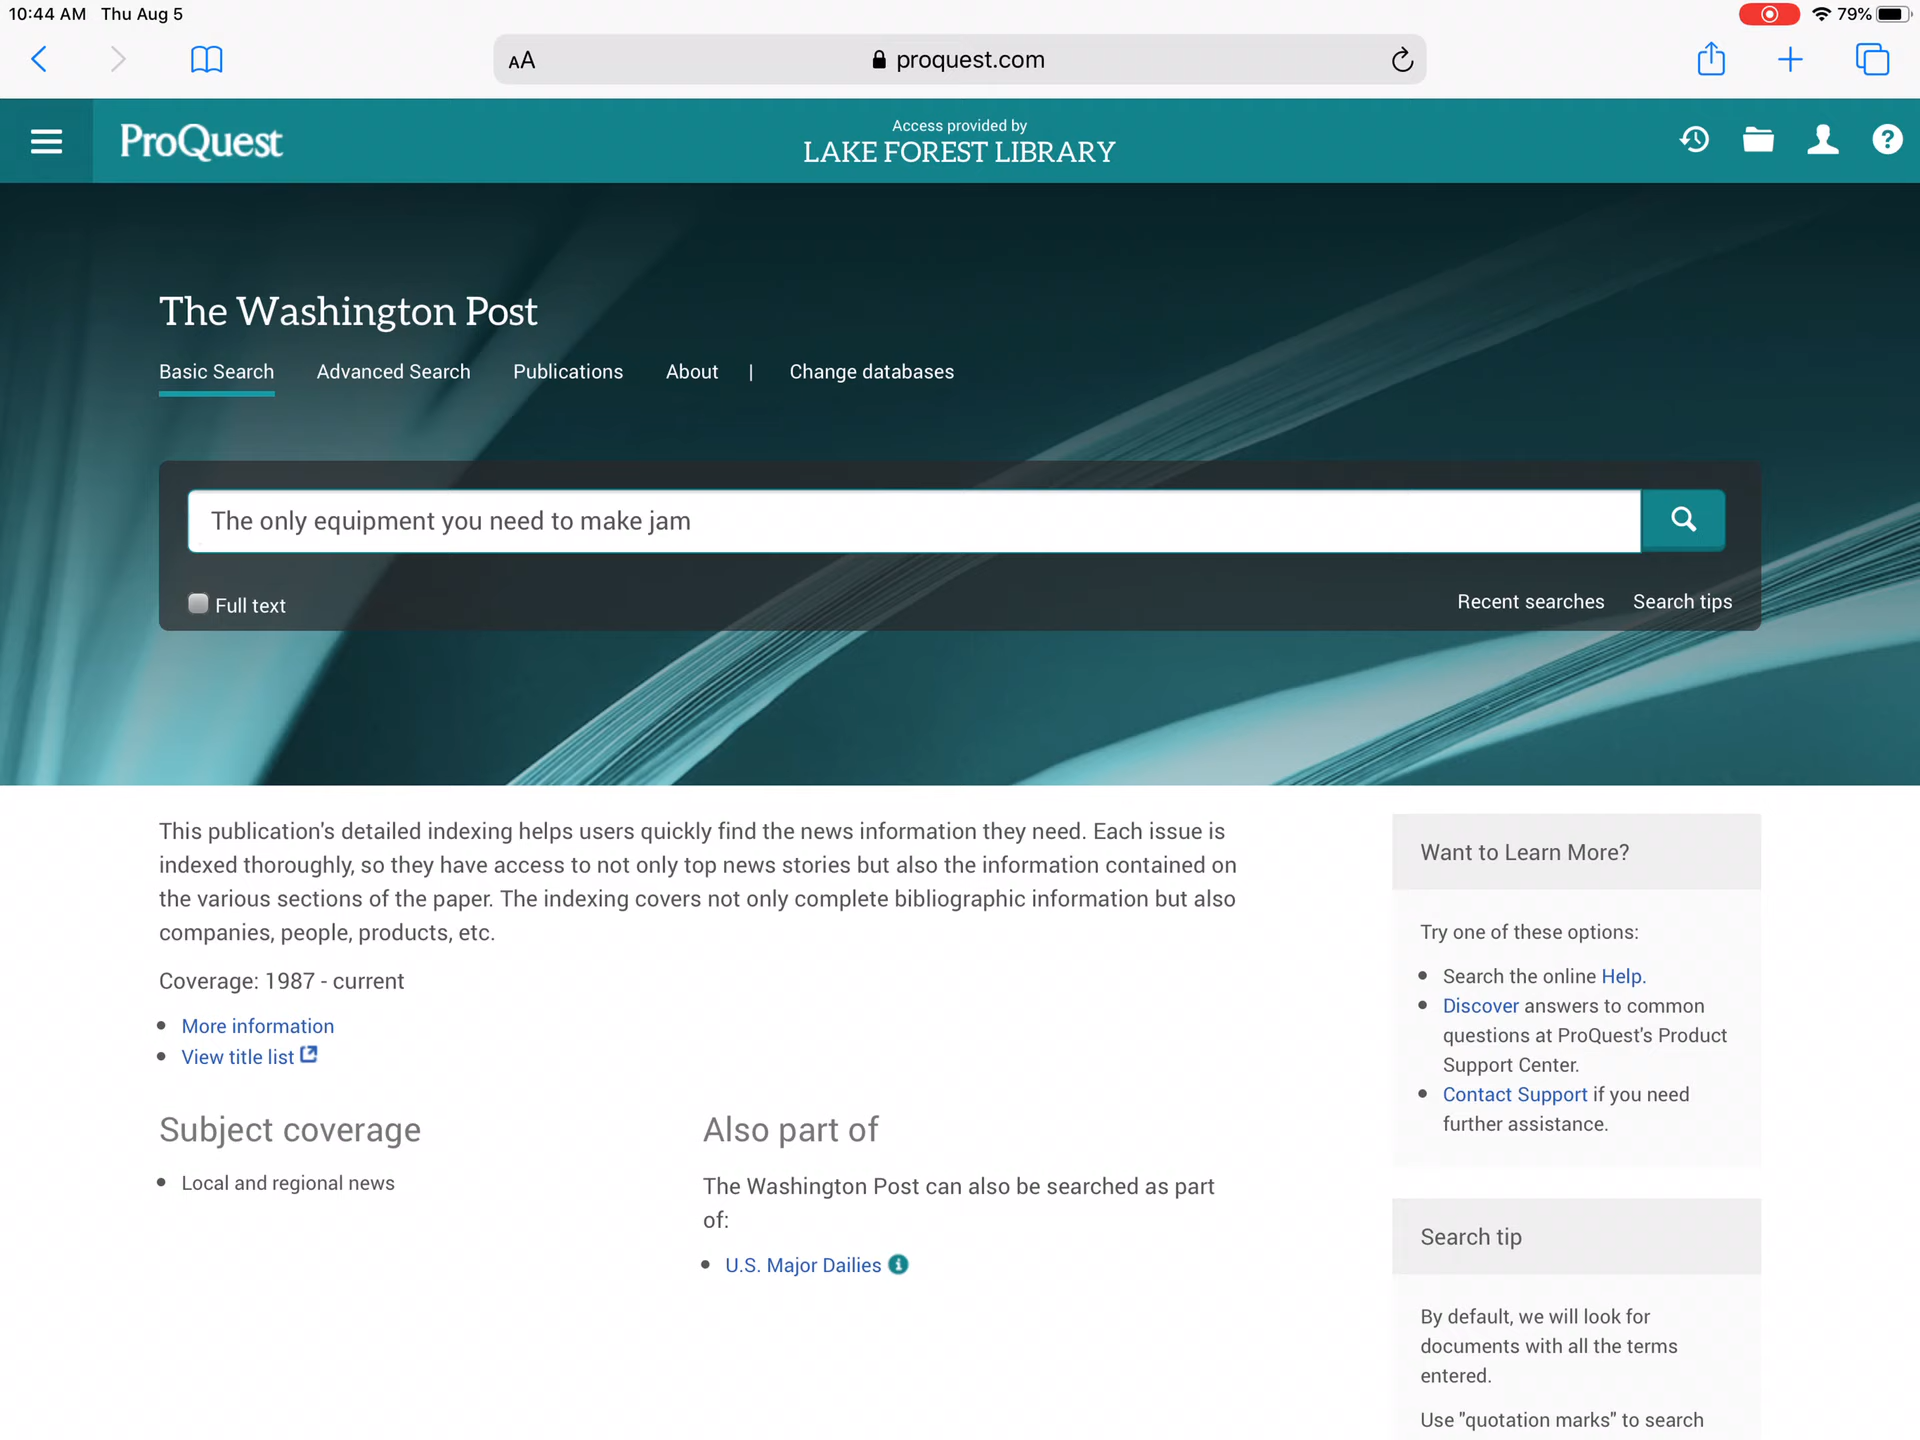 10:44 AM Thu Aug 5
79%
AA
proquest.com
ProQuest
Access provided by
LAKE FOREST LIBRARY
?
The Washington Post
Basic Search Advanced Search Publications About | Change databases
The only equipment you need to make jam
Full text
Recent searches Search tips
This publication's detailed indexing helps users quickly find the news information they need. Each issue is
indexed thoroughly, so they have access to not only top news stories but also the information contained on
the various sections of the paper. The indexing covers not only complete bibliographic information but also
companies, people, products, etc.
Coverage: 1987 - current
• More information
• View title list
Subject coverage
• Local and regional news
Also part of
The Washington Post can also be searched as part
of:
• U.S. Major Dailies i
Want to Learn More?
Try one of these options:
• Search the online Help.
• Discover answers to common
questions at ProQuest's Product
Support Center.
• Contact Support if you need
further assistance.
Search tip
By default, we will look for
documents with all the terms
entered.
Use "quotation marks" to search